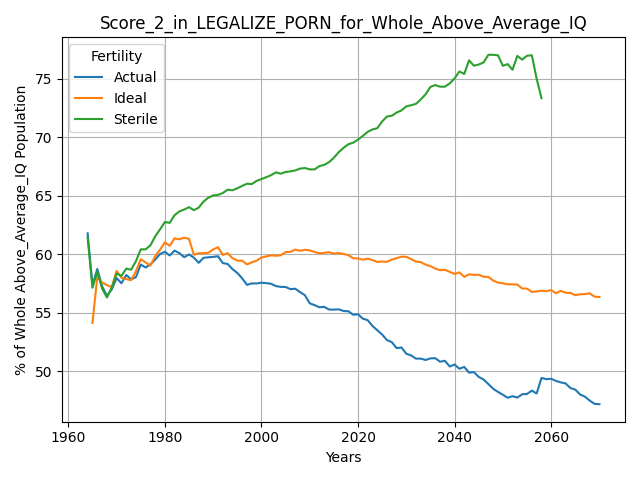 Score_2_in_LEGALIZE_PORN_for_Whole_Above_Average_IQ
Fertility
Actual
Ideal
Sterile
% of Whole Above_Average_IQ Population
75
70
65
60
55
50
1960
1980
2000
2020
2040
2060
Years